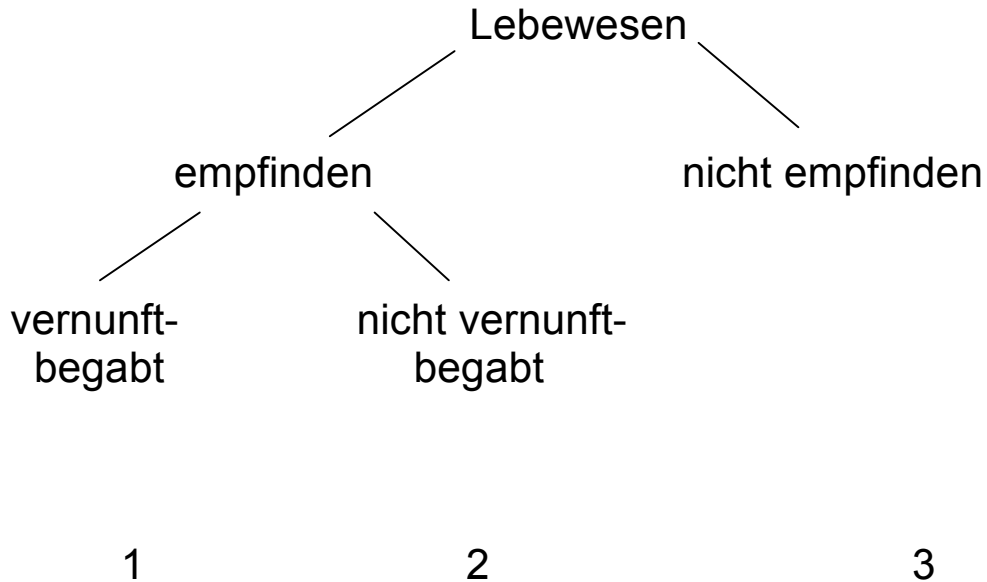 Lebewesen
empfinden
nicht empfinden
vernunft-
begabt
nicht vernunft-
begabt
1
2
3